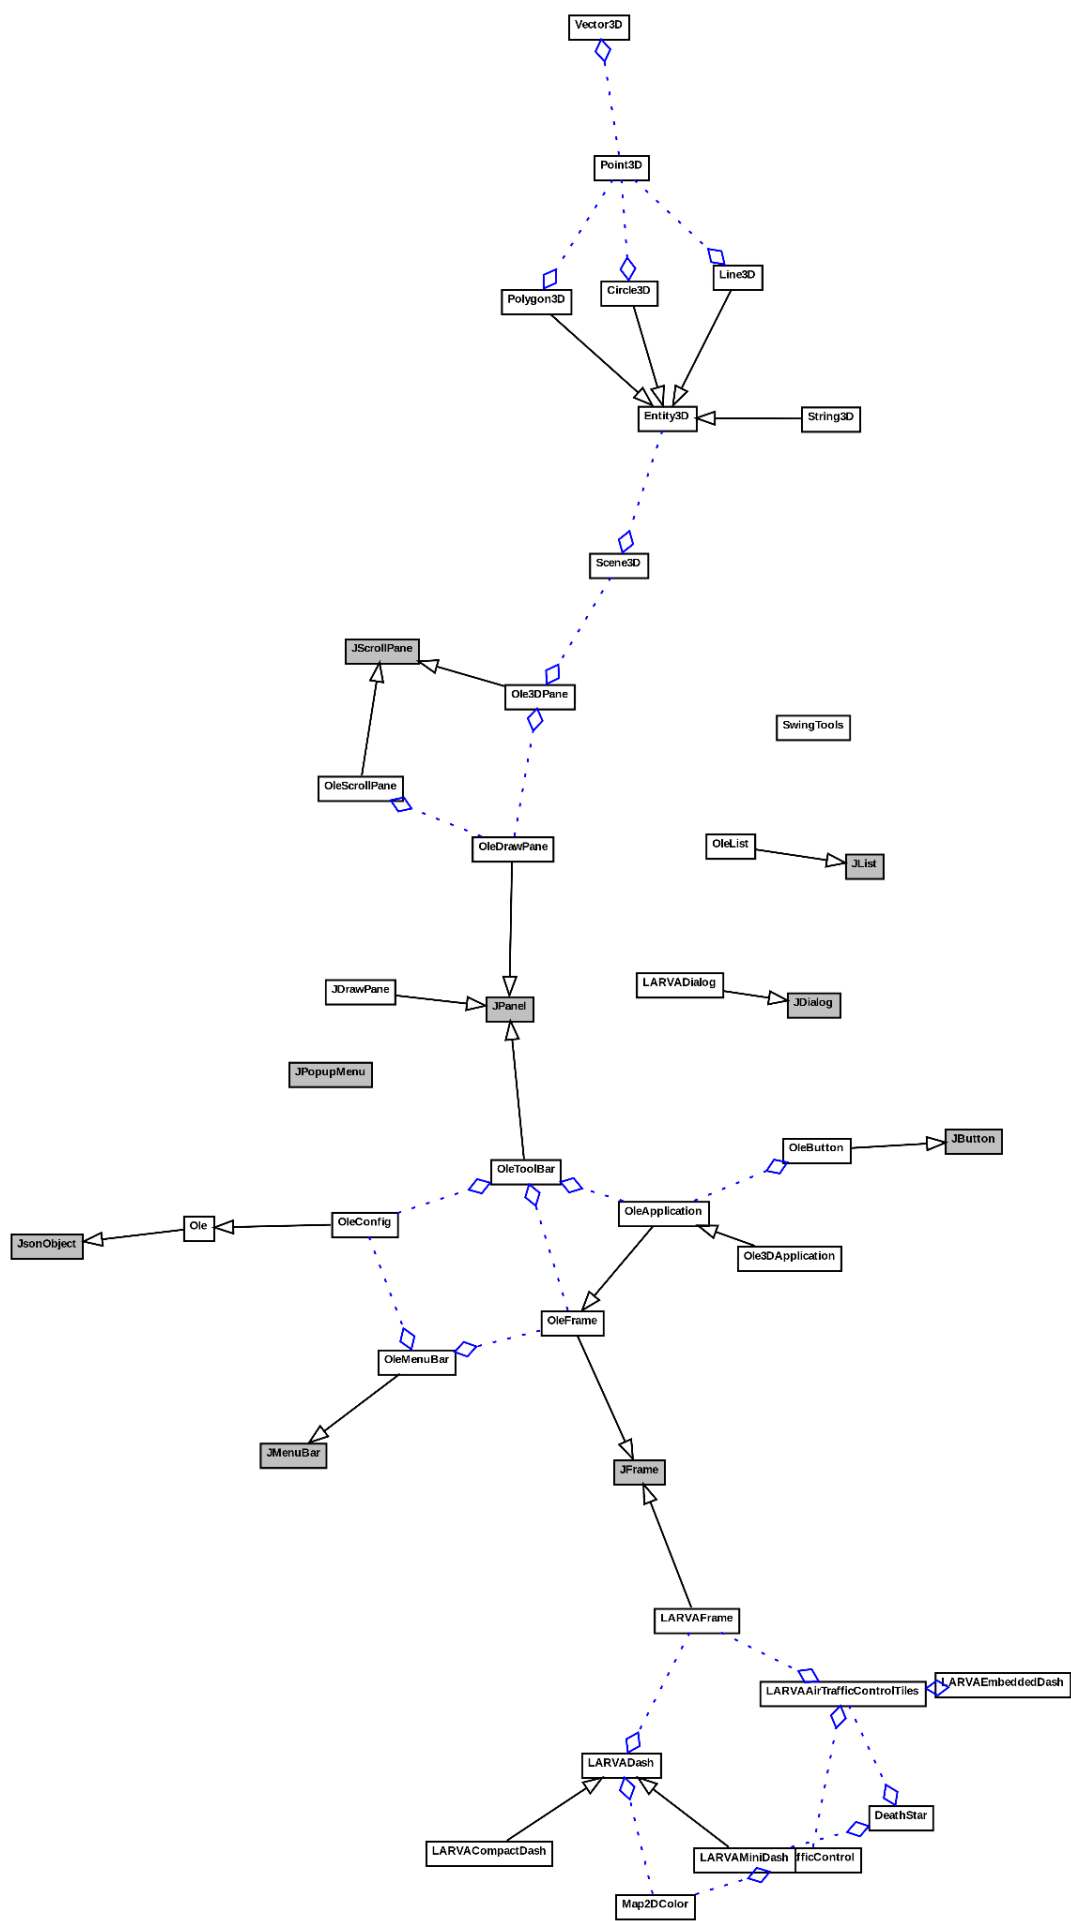 Vector3D
Point3D
Line3D
Circle3D
Polygon3D
Entity3D
String3D
Scene3D
JScrollPane
Ole3DPane
SwingTools
OleScrollPane
OleDrawPane
OleList
JList
LARVADialog
JDrawPane
JPanel
JDialog
JPopupMenu
OleButton
JButton
OleToolBar
OleApplication
OleConfig
Ole
JsonObject
Ole3DApplication
OleFrame
OleMenuBar
JMenuBar
JFrame
LARVAFrame
LARVAAirTrafficControlTiles
LARVAEmbeddedDash
LARVADash
DeathStar
LARVACompactDash
LARVAMiniDash
fficControl
Map2DColor